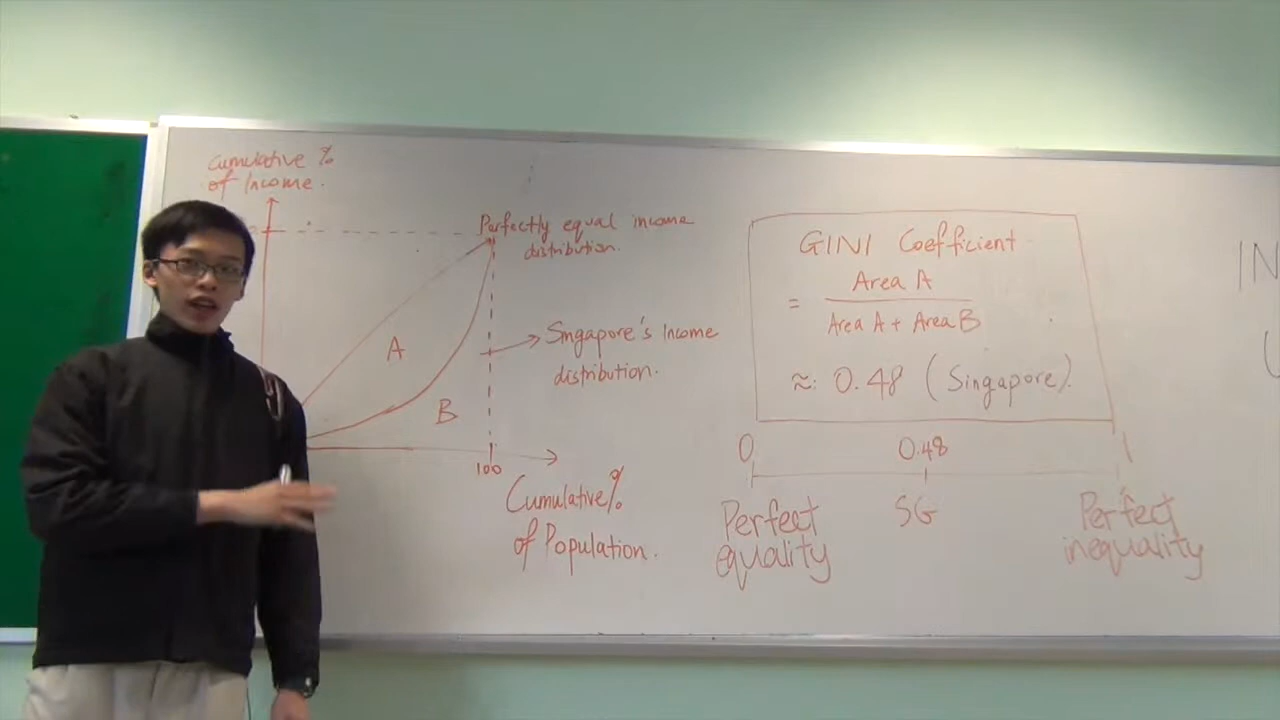 Cumulative %
of Income.
Perfectly equal income
distribution.
A
Singapore's Income
distribution.
B
100
Cumulative %
of Population.
GINI Coefficient
= Area A
Area A + Area B
≈ 0.48 (Singapore).
0
0.48
1
Perfect
equality
SG
Perfect
inequality
IN